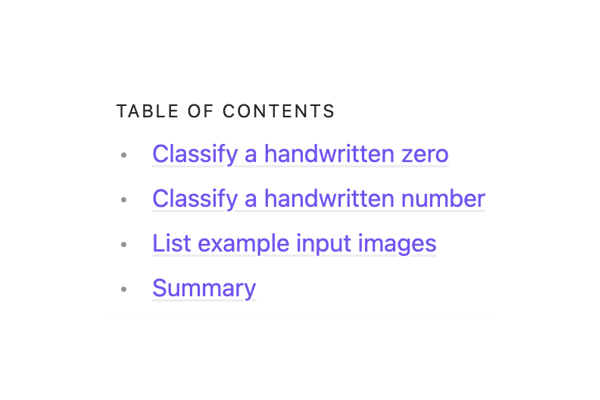 TABLE OF CONTENTS
• Classify a handwritten zero
• Classify a handwritten number
• List example input images
• Summary